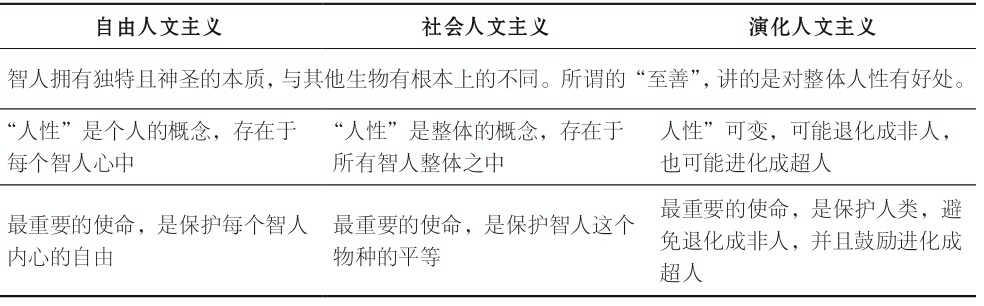 自由人文主义 社会人文主义 演化人文主义
智人拥有独特且神圣的本质，与其他生物有根本上的不同。所谓的“至善”，讲的是对整体人性有好处。
“人性”是个人的概念，存在于
每个智人心中
“人性”是整体的概念，存在于
所有智人整体之中
人性”可变，可能退化成非人，
也可能进化成超人
最重要的使命，是保护每个智人
内心的自由
最重要的使命，是保护智人这个
物种的平等
最重要的使命，是保护人类，避
免退化成非人，并且鼓励进化成
超人